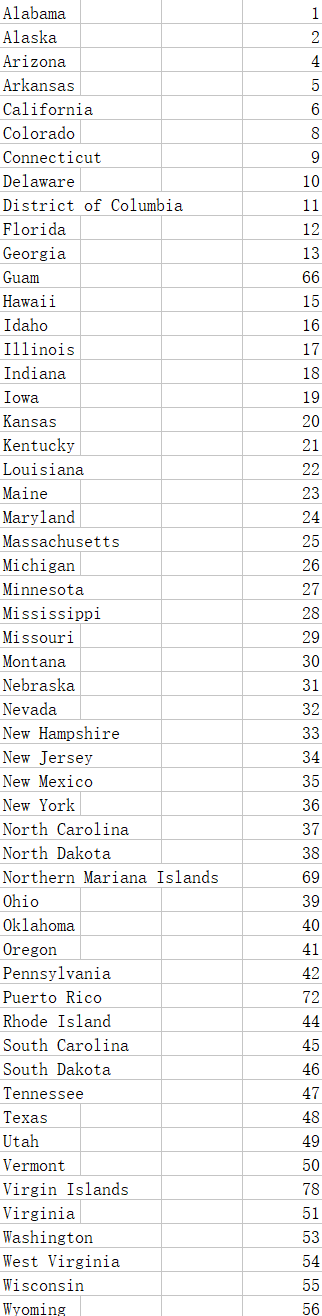 Alabama 1
Alaska 2
Arizona 4
Arkansas 5
California 6
Colorado 8
Connecticut 9
Delaware 10
District of Columbia 11
Florida 12
Georgia 13
Guam 66
Hawaii 15
Idaho 16
Illinois 17
Indiana 18
Iowa 19
Kansas 20
Kentucky 21
Louisiana 22
Maine 23
Maryland 24
Massachusetts 25
Michigan 26
Minnesota 27
Mississippi 28
Missouri 29
Montana 30
Nebraska 31
Nevada 32
New Hampshire 33
New Jersey 34
New Mexico 35
New York 36
North Carolina 37
North Dakota 38
Northern Mariana Islands 69
Ohio 39
Oklahoma 40
Oregon 41
Pennsylvania 42
Puerto Rico 72
Rhode Island 44
South Carolina 45
South Dakota 46
Tennessee 47
Texas 48
Utah 49
Vermont 50
Virgin Islands 78
Virginia 51
Washington 53
West Virginia 54
Wisconsin 55
Wyoming 56